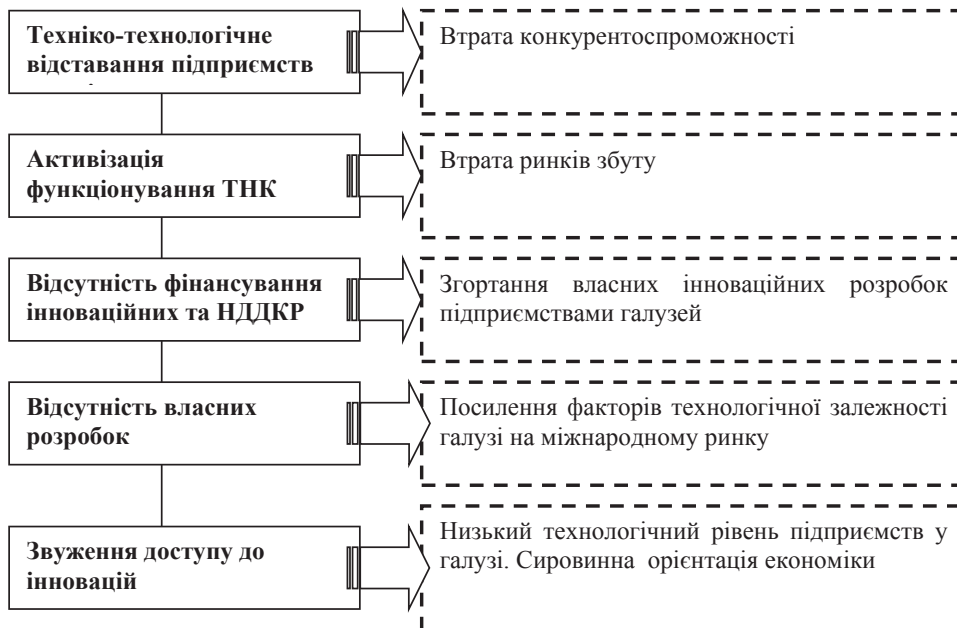 Техніко-технологічне
відставання підприємств
Втрата конкурентоспроможності
Активізація
функціонування ТНК
Втрата ринків збуту
Відсутність фінансування
інноваційних та НДДКР
Згортання власних інноваційних розробок
підприємствами галузей
Відсутність власних
розробок
Посилення факторів технологічної залежності
галузі на міжнародному ринку
Звуження доступу до
інновацій
Низький технологічний рівень підприємств у
галузі. Сировинна орієнтація економіки